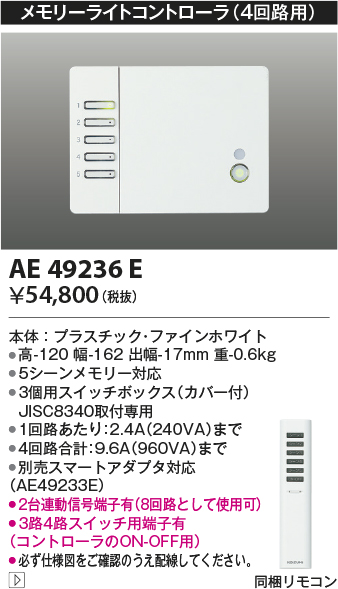 メモリーライトコントローラ(4回路用)
1
2
3
4
5
AE 49236 E
¥54,800(税抜)
本体：プラスチック・ファインホワイト
●高-120 幅-162 出幅-17mm 重-0.6kg
●5シーンメモリー対応
●3個用スイッチボックス(カバー付)
JISC8340取付専用
●1回路あたり：2.4A(240VA)まで
●4回路合計：9.6A(960VA)まで
●別売スマートアダプタ対応
(AE49233E)
●2台連動信号端子有(8回路として使用可)
●3路4路スイッチ用端子有
(コントローラのON-OFF用)
●必ず仕様図をご確認のうえ配線してください。
同梱リモコン